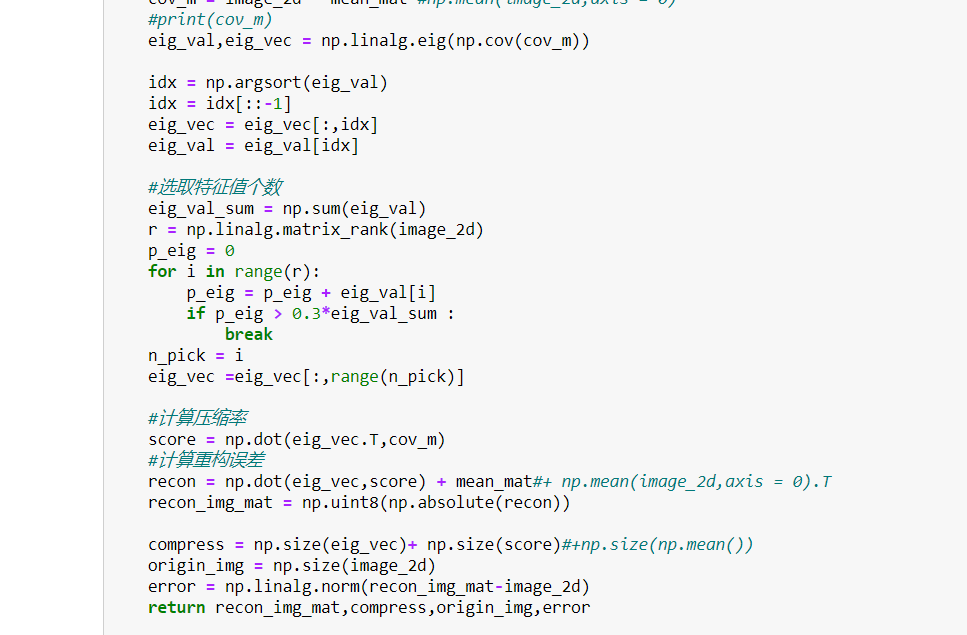 cov_m = image_2d - mean_mat #np.mean(image_2d,axis = 0)
#print(cov_m)
eig_val,eig_vec = np.linalg.eig(np.cov(cov_m))
idx = np.argsort(eig_val)
idx = idx[::-1]
eig_vec = eig_vec[:,idx]
eig_val = eig_val[idx]
#选取特征值个数
eig_val_sum = np.sum(eig_val)
r = np.linalg.matrix_rank(image_2d)
p_eig = 0
for i in range(r):
    p_eig = p_eig + eig_val[i]
    if p_eig > 0.3*eig_val_sum :
        break
n_pick = i
eig_vec =eig_vec[:,range(n_pick)]
#计算压缩率
score = np.dot(eig_vec.T,cov_m)
#计算重构误差
recon = np.dot(eig_vec,score) + mean_mat#+ np.mean(image_2d,axis = 0).T
recon_img_mat = np.uint8(np.absolute(recon))
compress = np.size(eig_vec)+ np.size(score)#+np.size(np.mean())
origin_img = np.size(image_2d)
error = np.linalg.norm(recon_img_mat-image_2d)
return recon_img_mat,compress,origin_img,error